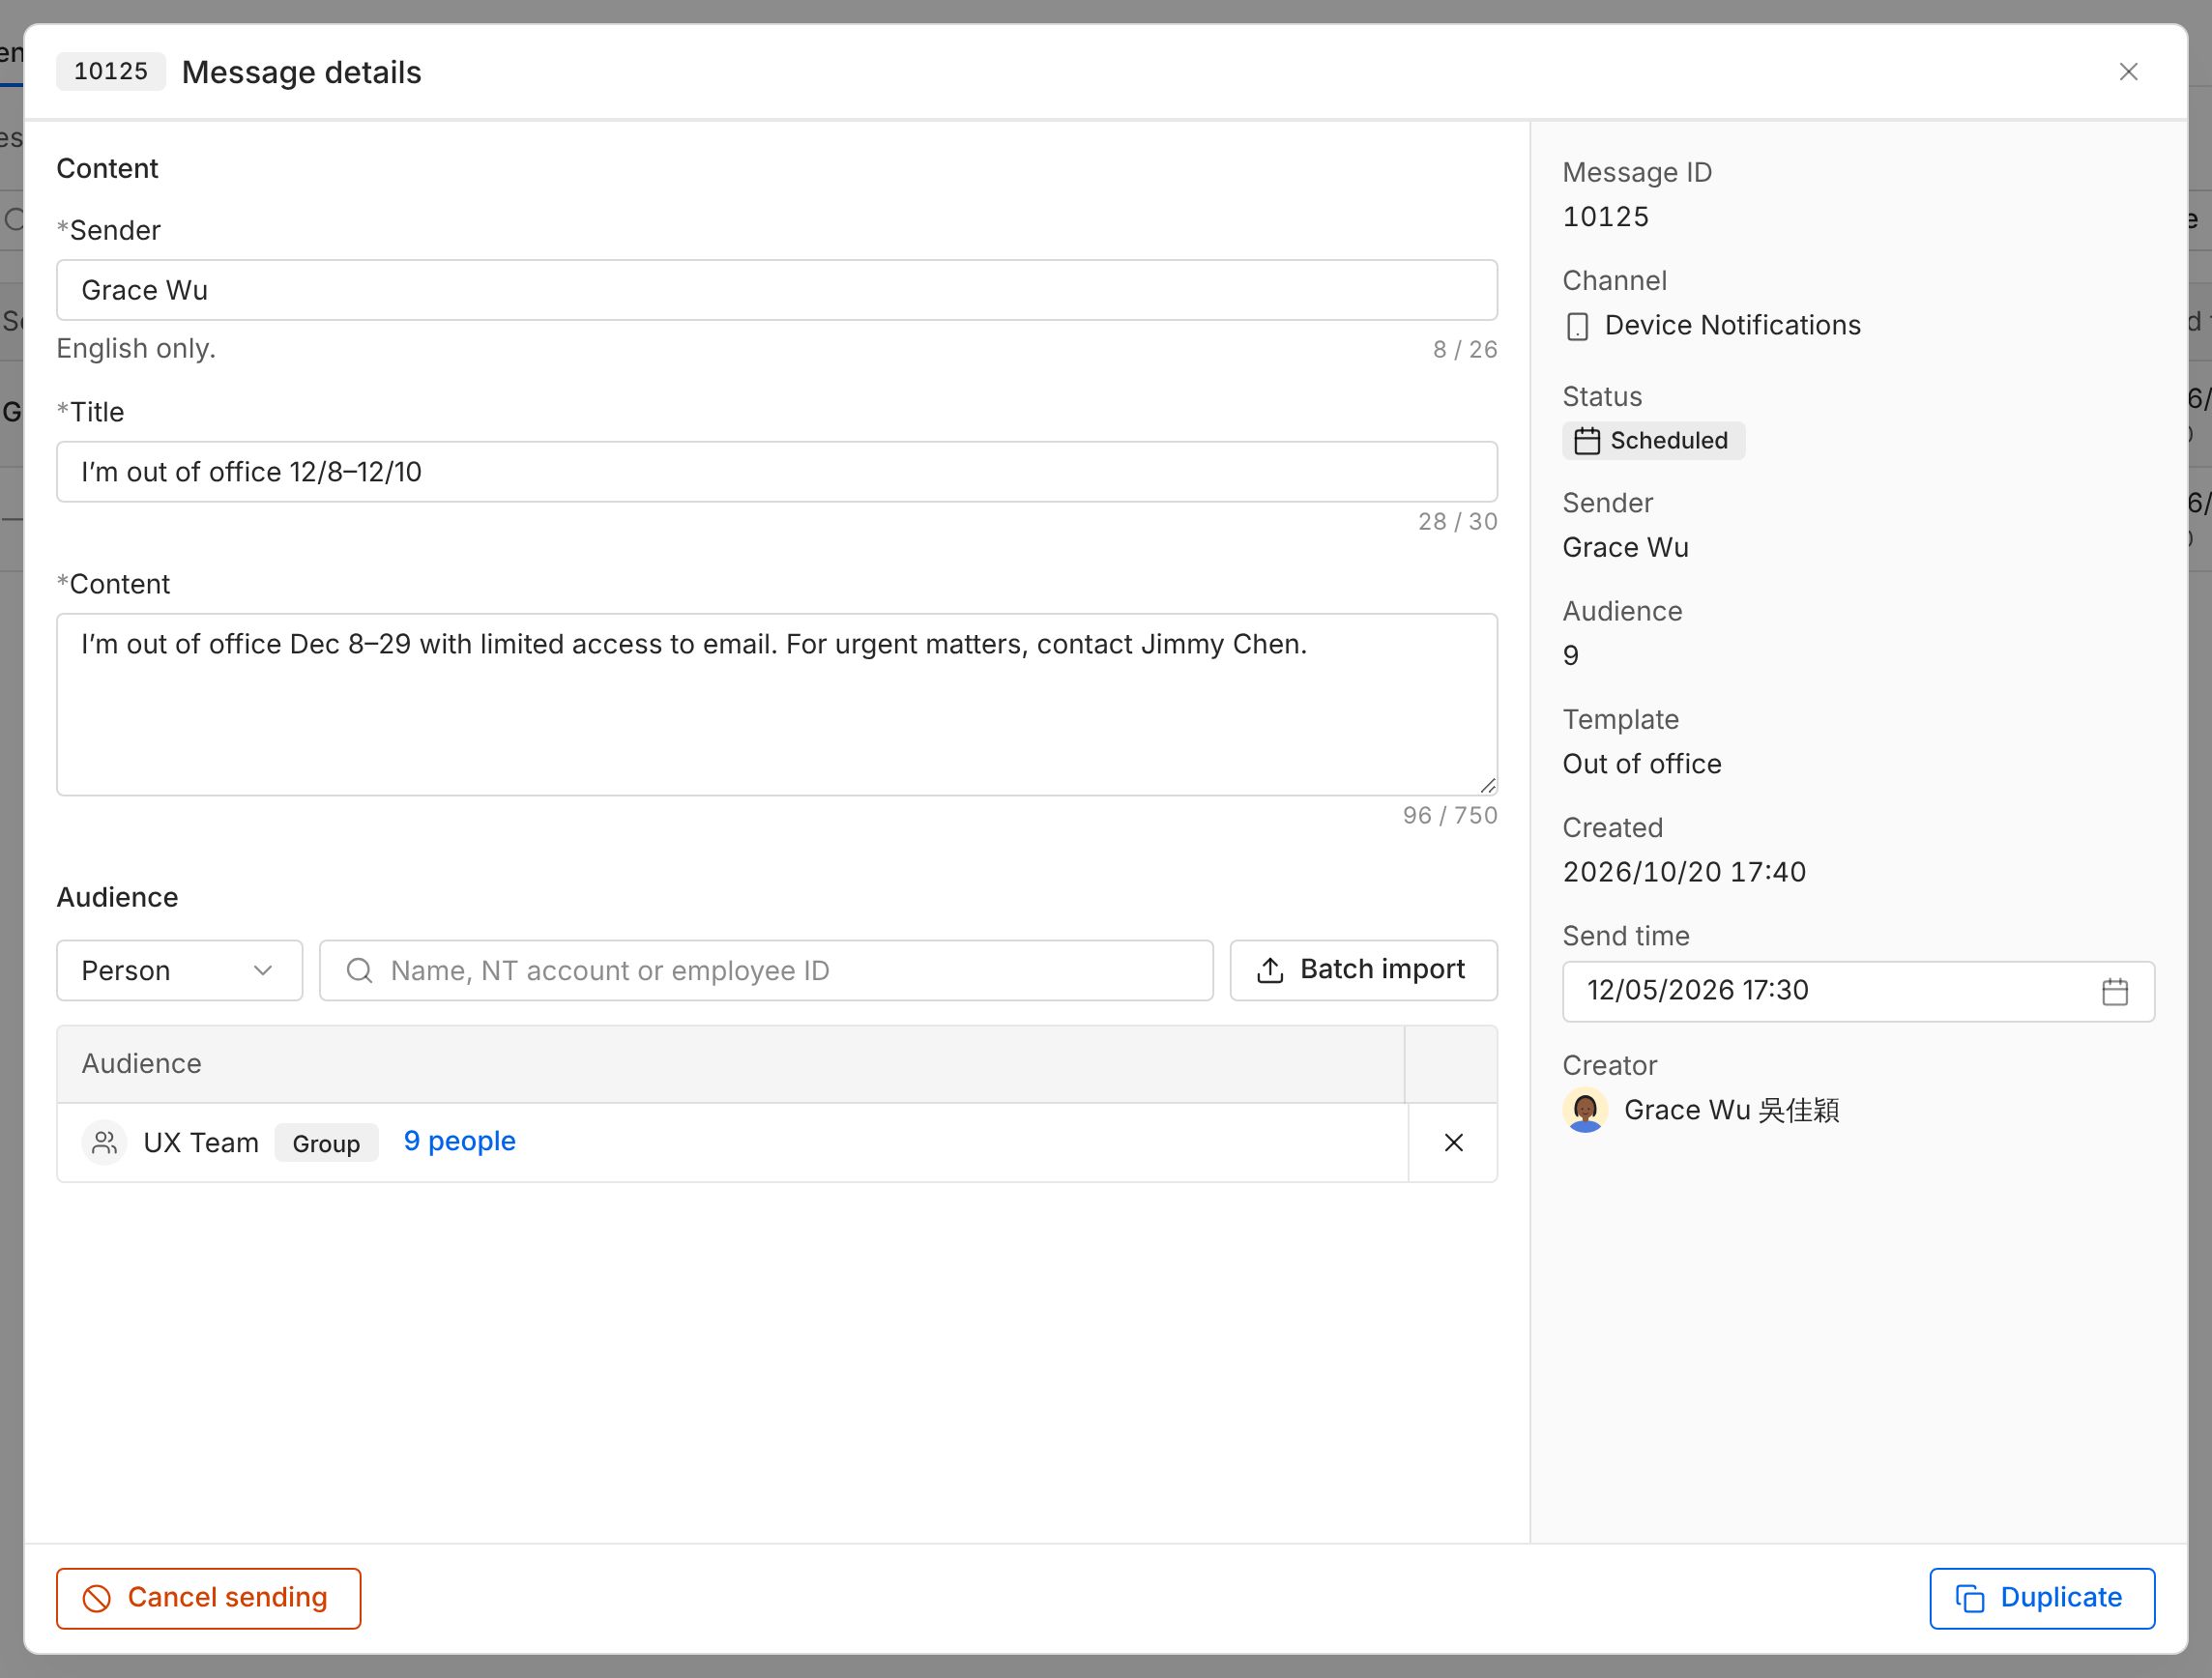 10125 Message details
Content
*Sender
Grace Wu
English only.
8 / 26
*Title
I’m out of office 12/8–12/10
28 / 30
*Content
I’m out of office Dec 8–29 with limited access to email. For urgent matters, contact Jimmy Chen.
96 / 750
Audience
Person
Name, NT account or employee ID
Batch import
Audience
UX Team Group 9 people
Message ID
10125
Channel
Device Notifications
Status
Scheduled
Sender
Grace Wu
Audience
9
Template
Out of office
Created
2026/10/20 17:40
Send time
12/05/2026 17:30
Creator
Grace Wu 吳佳穎
Cancel sending
Duplicate